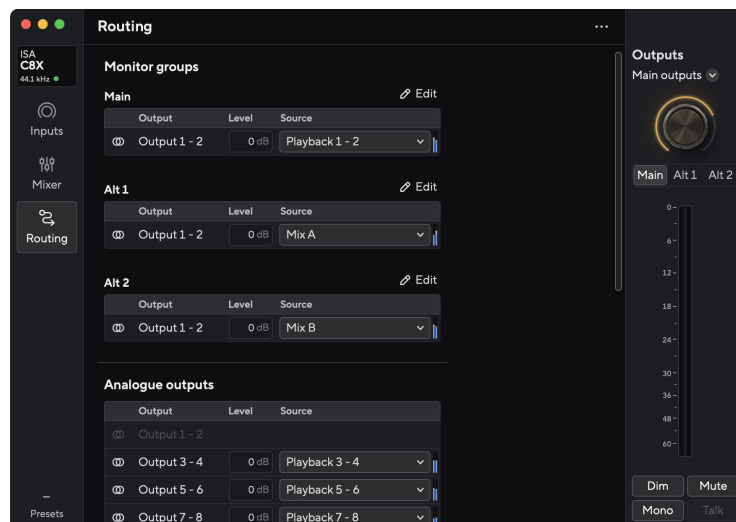 Routing
...
ISA
C8X
44.1 kHz
Inputs
Mixer
Routing
Presets
Monitor groups
Main
Edit
Output Level Source
Output 1 - 2 0 dB Playback 1 - 2
Alt 1
Edit
Output Level Source
Output 1 - 2 0 dB Mix A
Alt 2
Edit
Output Level Source
Output 1 - 2 0 dB Mix B
Analogue outputs
Output Level Source
Output 1 - 2
Output 3 - 4 0 dB Playback 3 - 4
Output 5 - 6 0 dB Playback 5 - 6
Output 7 - 8 0 dB Playback 7 - 8
Outputs
Main outputs
Main Alt 1 Alt 2
0
6
12
18
24
30
36
48
60
Dim Mute
Mono Talk